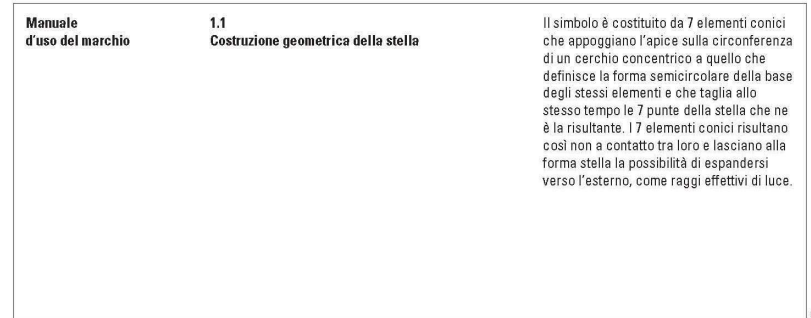 Manuale
d'uso del marchio
1.1
Costruzione geometrica della stella
Il simbolo è costituito da 7 elementi conici
che appoggiano l'apice sulla circonferenza
di un cerchio concentrico a quello che
definisce la forma semicircolare della base
degli stessi elementi e che taglia allo
stesso tempo le 7 punte della stella che ne
è la risultante. I 7 elementi conici risultano
così non a contatto tra loro e lasciano alla
forma stella la possibilità di espandersi
verso l'esterno, come raggi effettivi di luce.